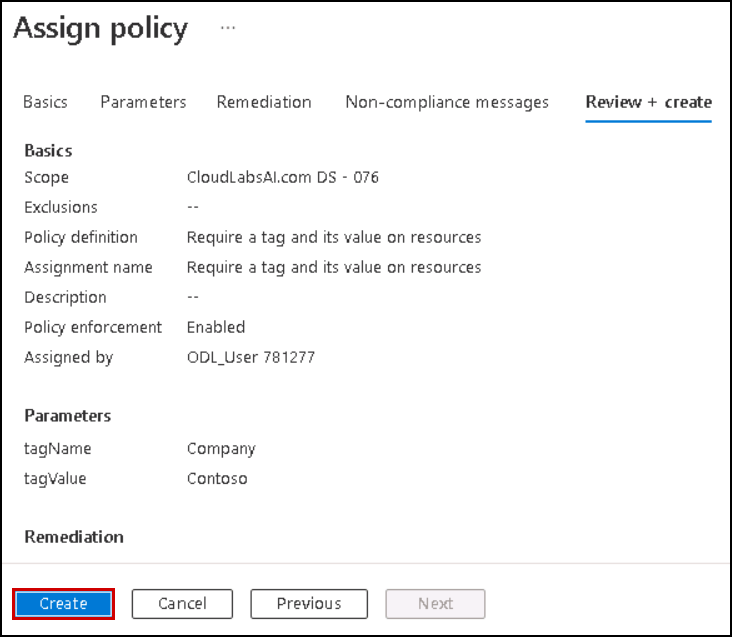 Assign policy ...
Basics Parameters Remediation Non-compliance messages Review + create
Basics
Scope CloudLabsAI.com DS - 076
Exclusions --
Policy definition Require a tag and its value on resources
Assignment name Require a tag and its value on resources
Description --
Policy enforcement Enabled
Assigned by ODL_User 781277
Parameters
tagName Company
tagValue Contoso
Remediation
Create Cancel Previous Next